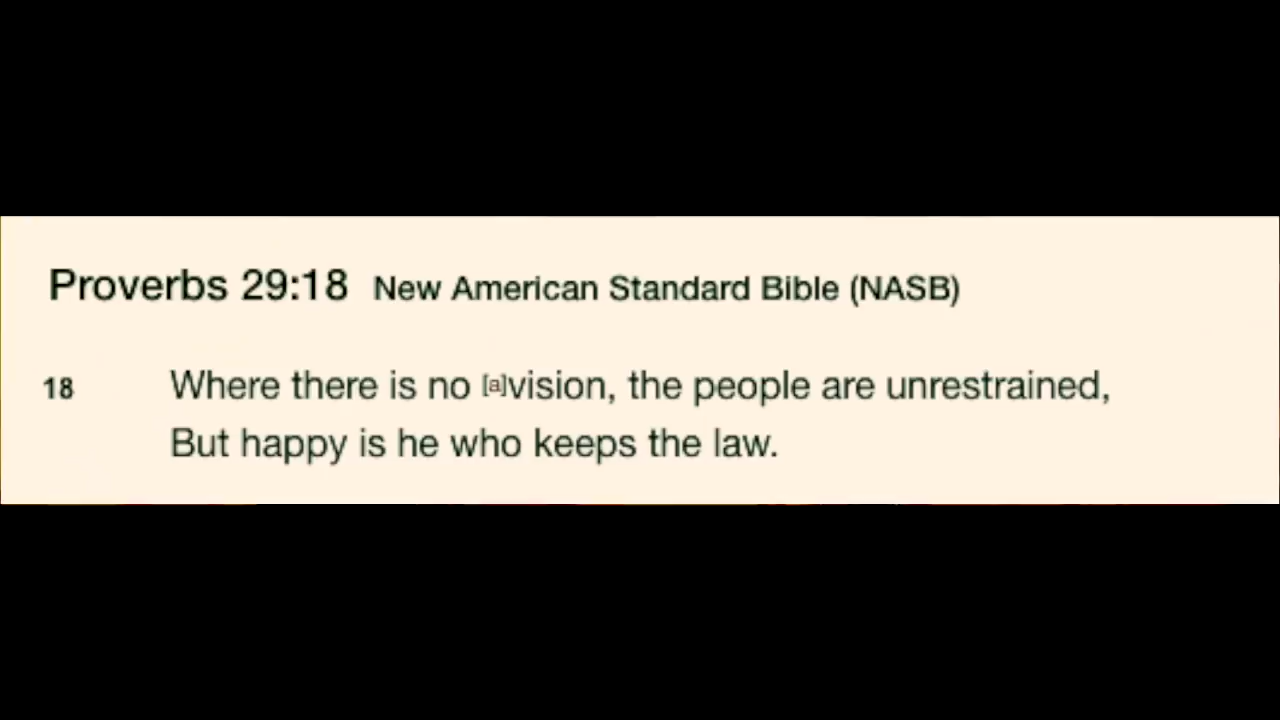 Proverbs 29:18 New American Standard Bible (NASB)
18 Where there is no [a]vision, the people are unrestrained,
But happy is he who keeps the law.